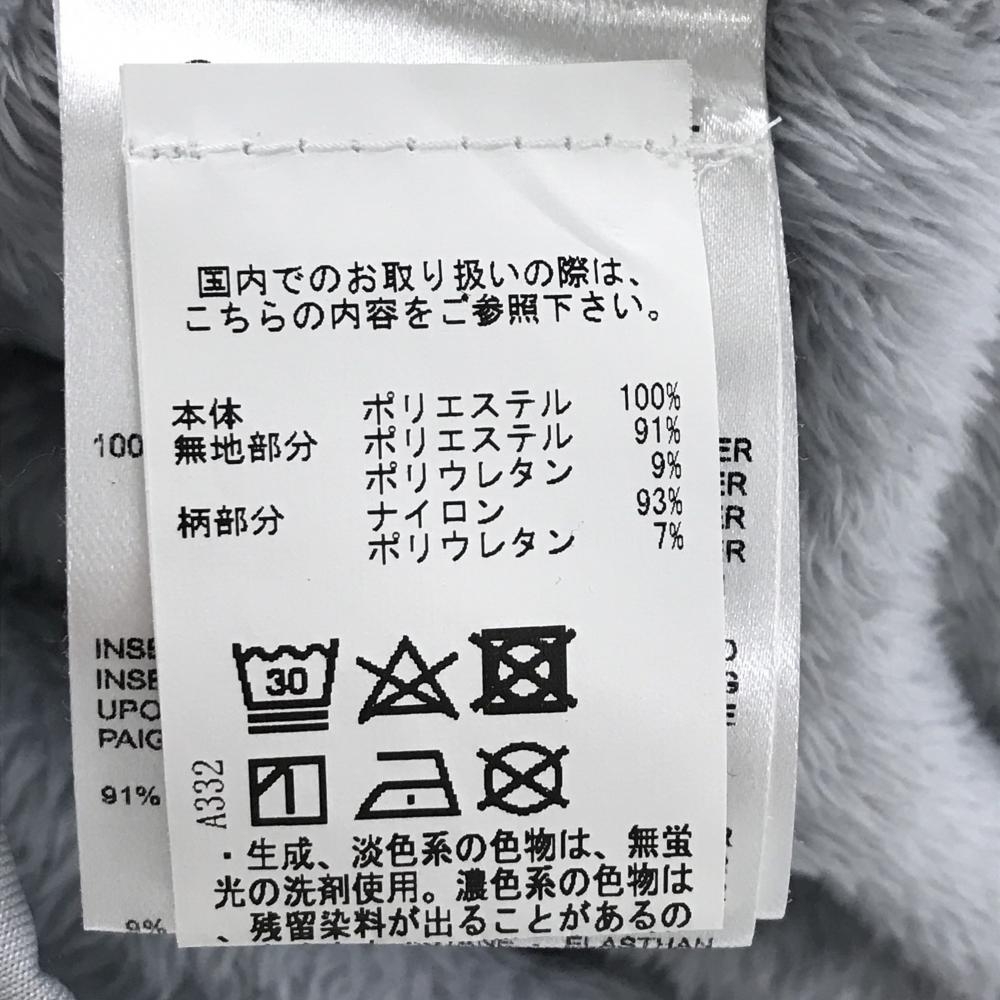 国内でのお取り扱いの際は、
こちらの内容をご参照下さい。
本体 ポリエステル 100%
無地部分 ポリエステル 91%
ポリウレタン 9%
柄部分 ナイロン 93%
ポリウレタン 7%
100
ER
ER
ER
ER
30
INSE
INSE
UPO
PAIG
91%
A332
・生成、淡色系の色物は、無蛍
光の洗剤使用。濃色系の色物は
、残留染料が出ることがあるの
9%
ELASTHAN